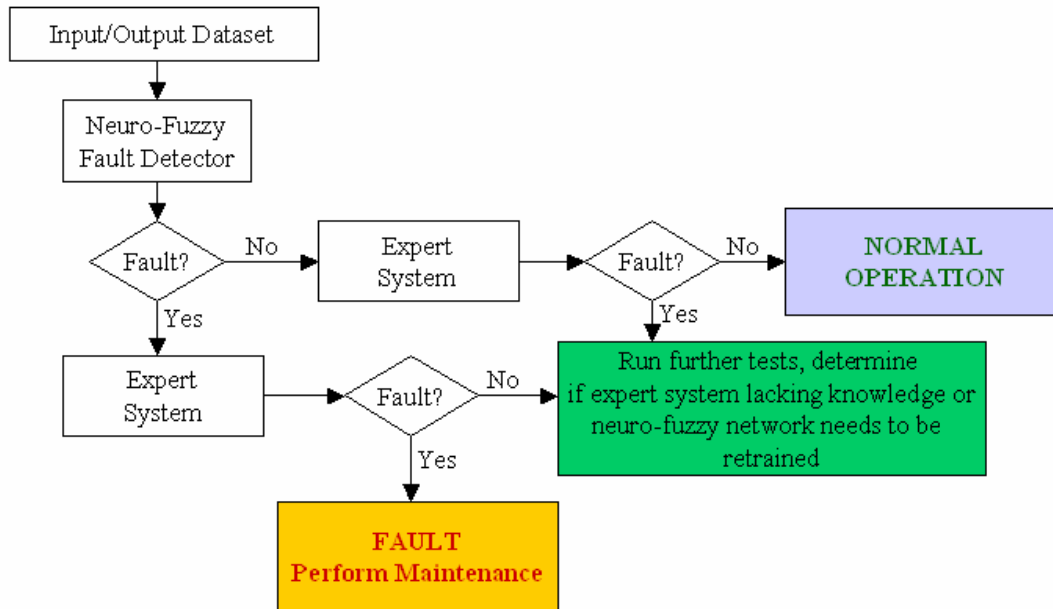 Input/Output Dataset
Neuro-Fuzzy
Fault Detector
Fault?
No
Expert
System
Fault?
No
NORMAL
OPERATION
Yes
Yes
Expert
System
Fault?
No
Run further tests, determine
if expert system lacking knowledge or
neuro-fuzzy network needs to be
retrained
Yes
FAULT
Perform Maintenance